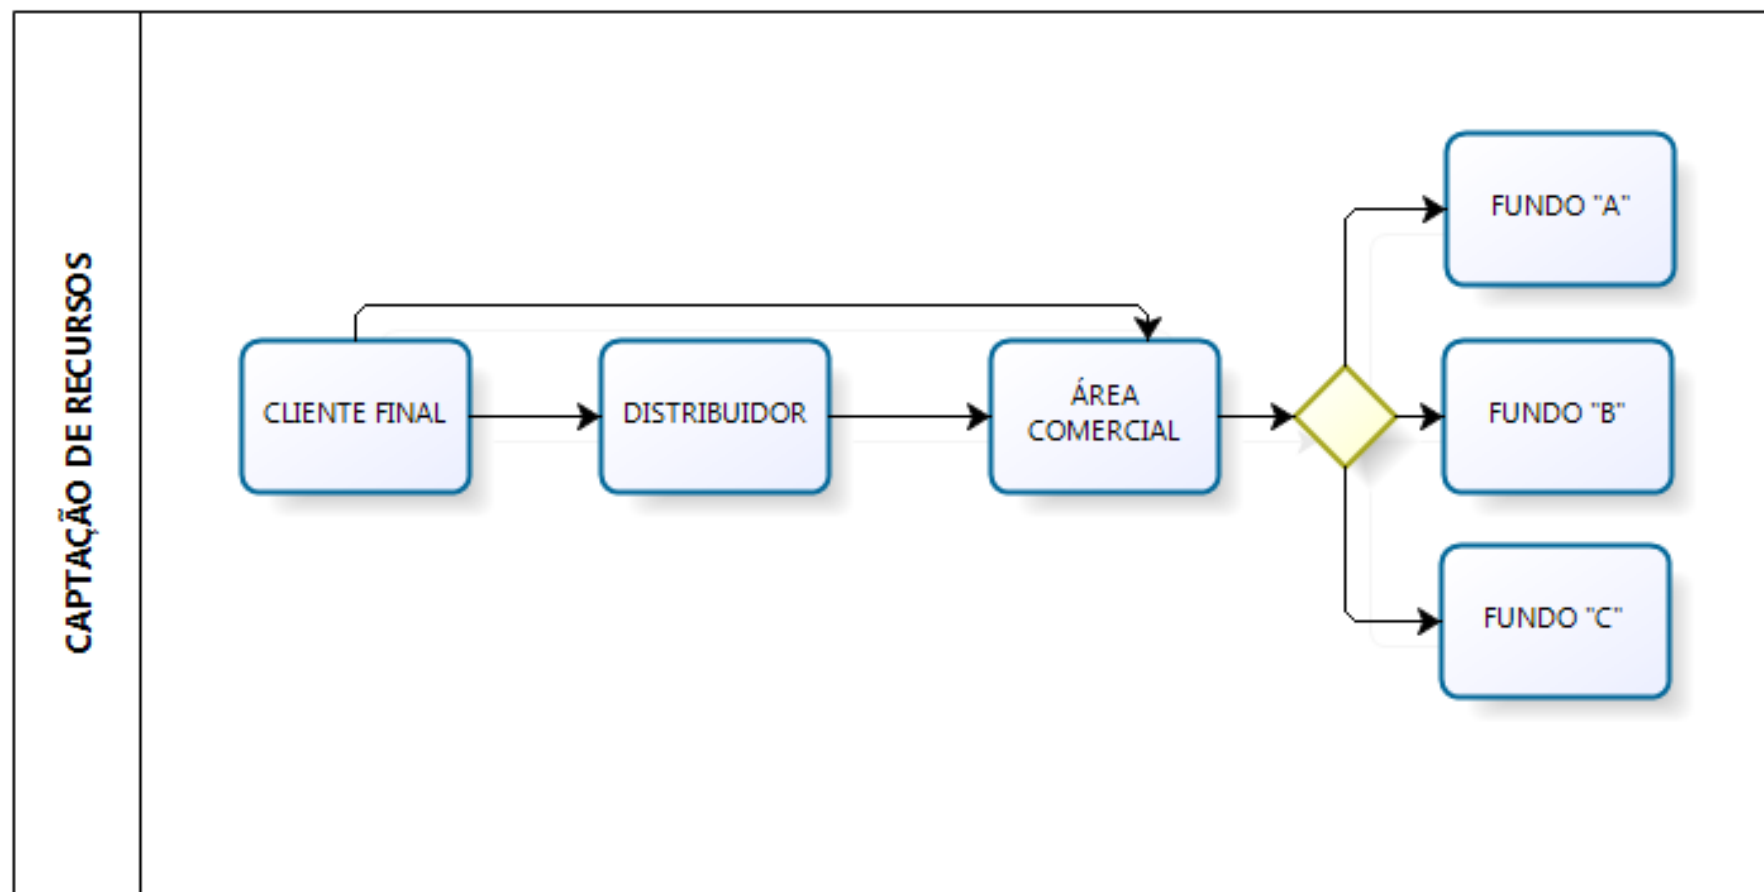 CAPTAÇÃO DE RECURSOS
CLIENTE FINAL
DISTRIBUIDOR
ÁREA
COMERCIAL
FUNDO "A"
FUNDO "B"
FUNDO "C"